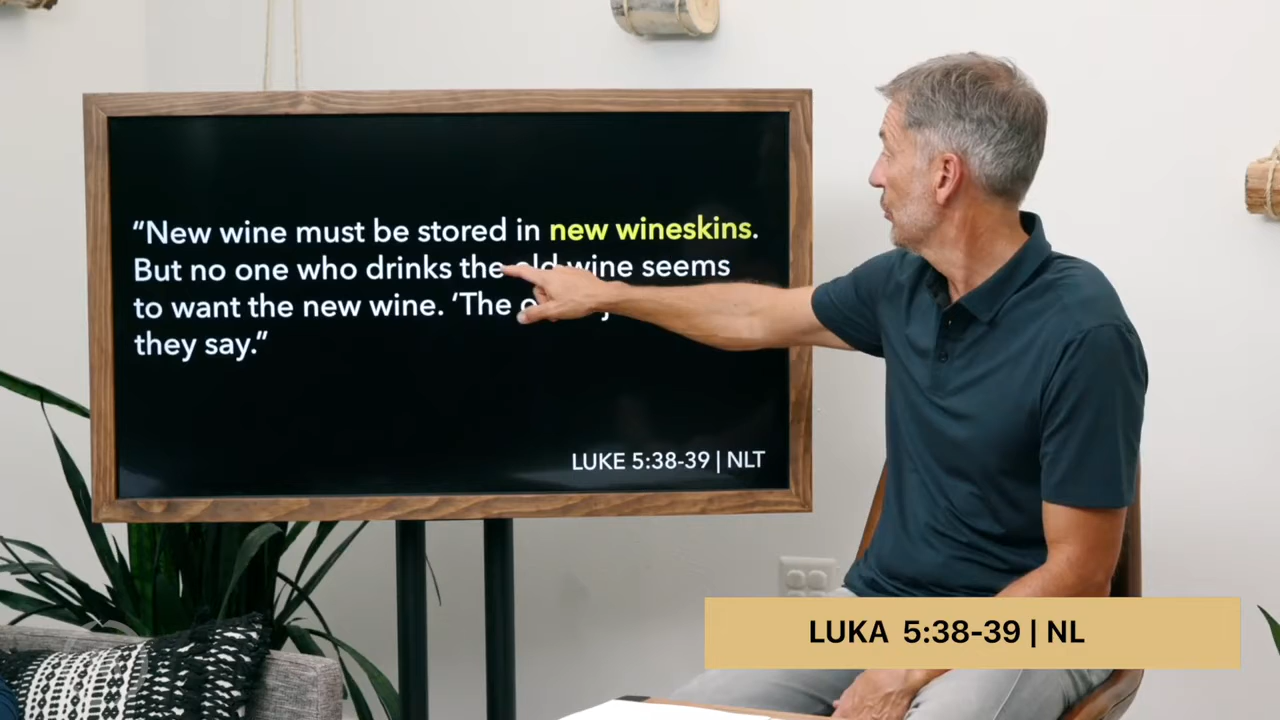 “New wine must be stored in new wineskins.
But no one who drinks the old wine seems
to want the new wine. ‘The
they say.”
LUKE 5:38-39 | NLT
LUKA 5:38-39 | NL